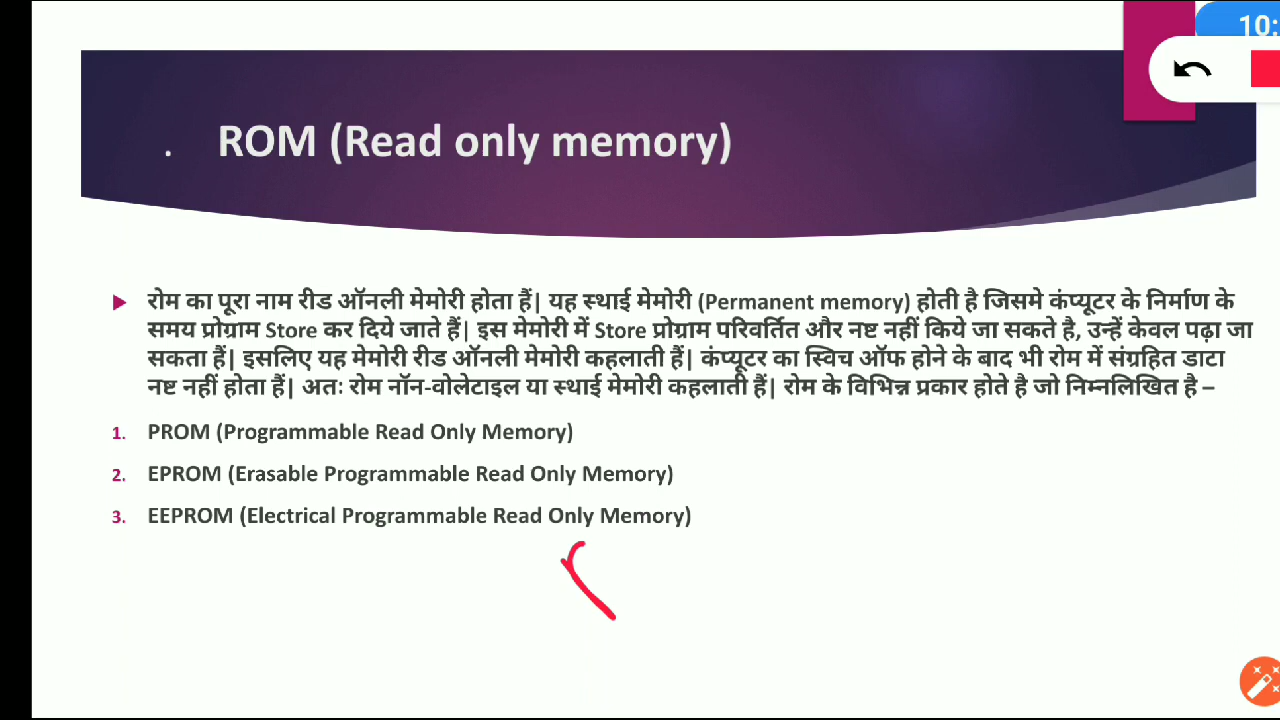 10:
. ROM (Read only memory)
रोम का पूरा नाम रीड ऑनली मेमोरी होता हैं| यह स्थाई मेमोरी (Permanent memory) होती है जिसमे कंप्यूटर के निर्माण के
समय प्रोग्राम Store कर दिये जाते हैं| इस मेमोरी में Store प्रोग्राम परिवर्तित और नष्ट नहीं किये जा सकते है, उन्हें केवल पढ़ा जा
सकता हैं| इसलिए यह मेमोरी रीड ऑनली मेमोरी कहलाती हैं| कंप्यूटर का स्विच ऑफ होने के बाद भी रोम में संग्रहित डाटा
नष्ट नहीं होता हैं| अतः रोम नॉन-वोलेटाइल या स्थाई मेमोरी कहलाती हैं| रोम के विभिन्न प्रकार होते है जो निम्नलिखित है –
1. PROM (Programmable Read Only Memory)
2. EPROM (Erasable Programmable Read Only Memory)
3. EEPROM (Electrical Programmable Read Only Memory)